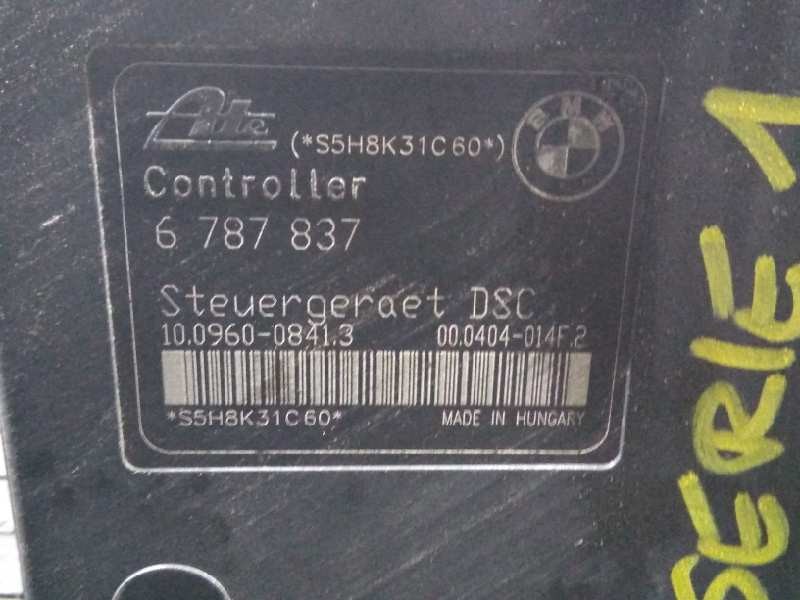 Ate (*S5H8K31C60*) BMW
Controller
6 787 837
Steuergeraet DSC
10.0960-0841.3 00.0404-014F.2
*S5H8K31C60*
MADE IN HUNGARY
SERIE 1